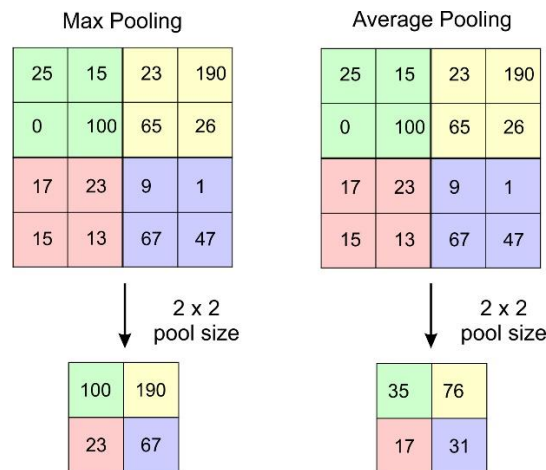 Max Pooling
25 15 23 190
0 100 65 26
17 23 9 1
15 13 67 47
2 x 2
pool size
100 190
23 67
Average Pooling
25 15 23 190
0 100 65 26
17 23 9 1
15 13 67 47
2 x 2
pool size
35 76
17 31